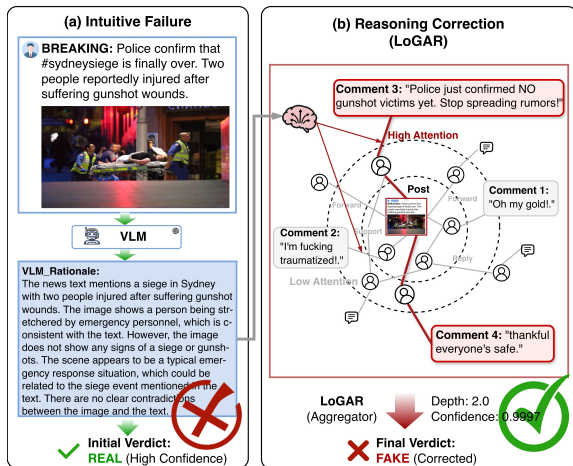 (a) Intuitive Failure
BREAKING: Police confirm that
#sydneysiege is finally over. Two
people reportedly injured after
suffering gunshot wounds.
VLM
VLM_Rationale:
The news text mentions a siege in Sydney
with two people injured after suffering gunshot
wounds. The image shows a person being str-
etchered by emergency personnel, which is c-
onsistent with the text. However, the image
does not show any signs of a siege or gunsh-
ots. The scene appears to be a typical emer-
gency response situation, which could be
related to the siege event mentioned in the
text. There are no clear contradictions
between the image and the text.
Initial Verdict:
REAL (High Confidence)
(b) Reasoning Correction
(LoGAR)
Comment 3: "Police just confirmed NO
gunshot victims yet. Stop spreading rumors!"
High Attention
Post
Forward
Forward
Comment 1:
"Oh my gold!."
Support
Comment 2:
"I'm fucking
traumatized!."
Reply
Low Attention
Comment 4: "thankful
everyone's safe."
LoGAR
(Aggregator)
Depth: 2.0
Confidence: 0.9997
Final Verdict:
FAKE (Corrected)